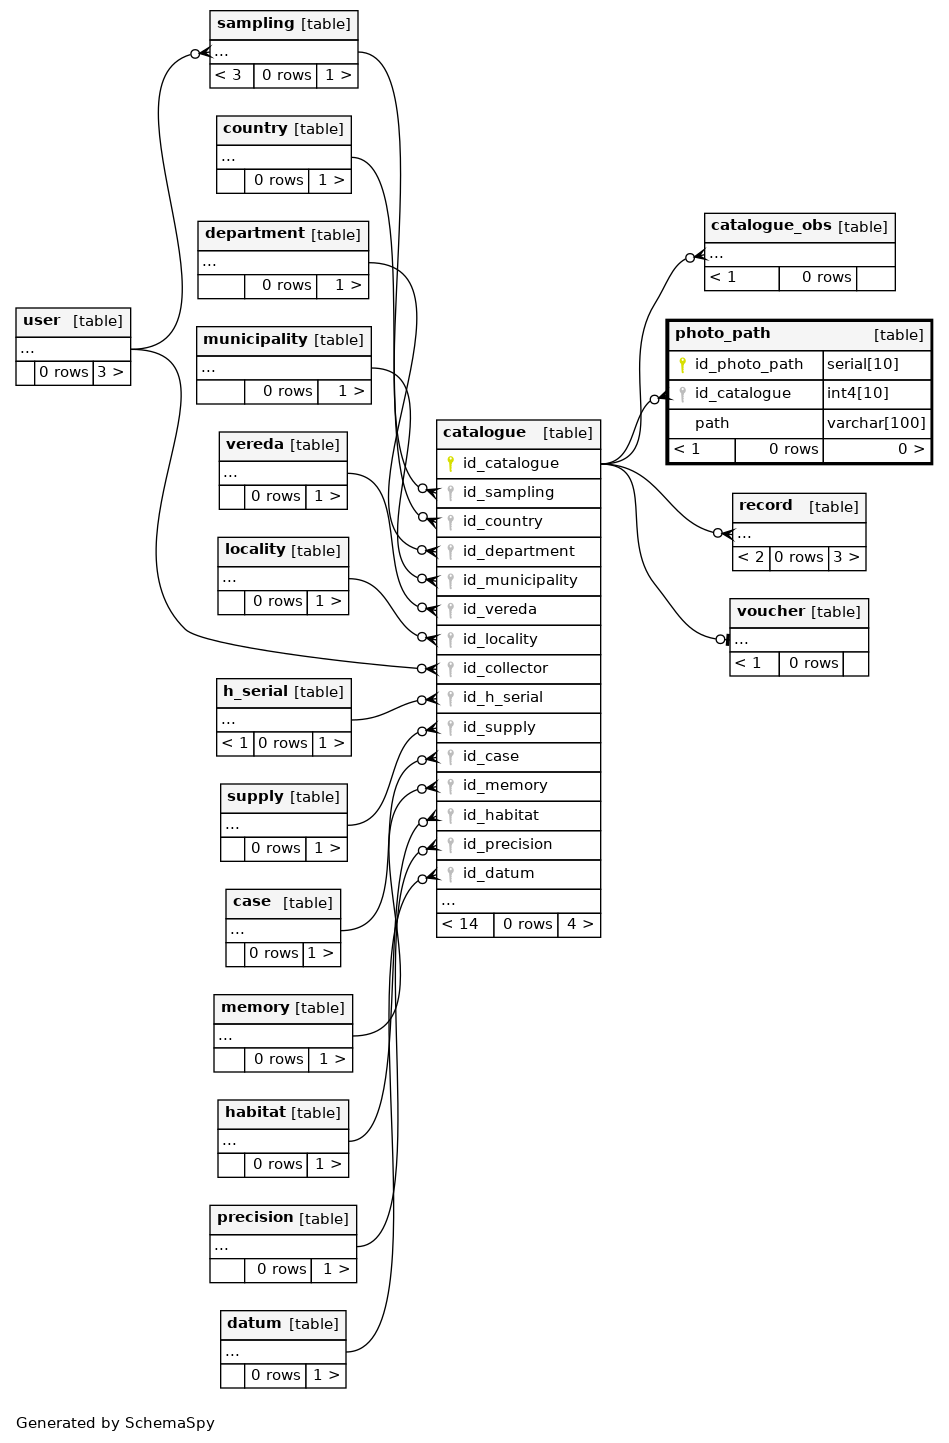 sampling [table]
...
< 3 0 rows 1 >
country [table]
...
0 rows 1 >
department [table]
...
0 rows 1 >
user [table]
...
0 rows 3 >
municipality [table]
...
0 rows 1 >
vereda [table]
...
0 rows 1 >
locality [table]
...
0 rows 1 >
h_serial [table]
...
< 1 0 rows 1 >
supply [table]
...
0 rows 1 >
case [table]
...
0 rows 1 >
memory [table]
...
0 rows 1 >
habitat [table]
...
0 rows 1 >
precision [table]
...
0 rows 1 >
datum [table]
...
0 rows 1 >
catalogue [table]
id_catalogue
id_sampling
id_country
id_department
id_municipality
id_vereda
id_locality
id_collector
id_h_serial
id_supply
id_case
id_memory
id_habitat
id_precision
id_datum
...
< 14 0 rows 4 >
catalogue_obs [table]
...
< 1 0 rows
photo_path [table]
id_photo_path serial[10]
id_catalogue int4[10]
path varchar[100]
< 1 0 rows 0 >
record [table]
...
< 2 0 rows 3 >
voucher [table]
...
< 1 0 rows
Generated by SchemaSpy